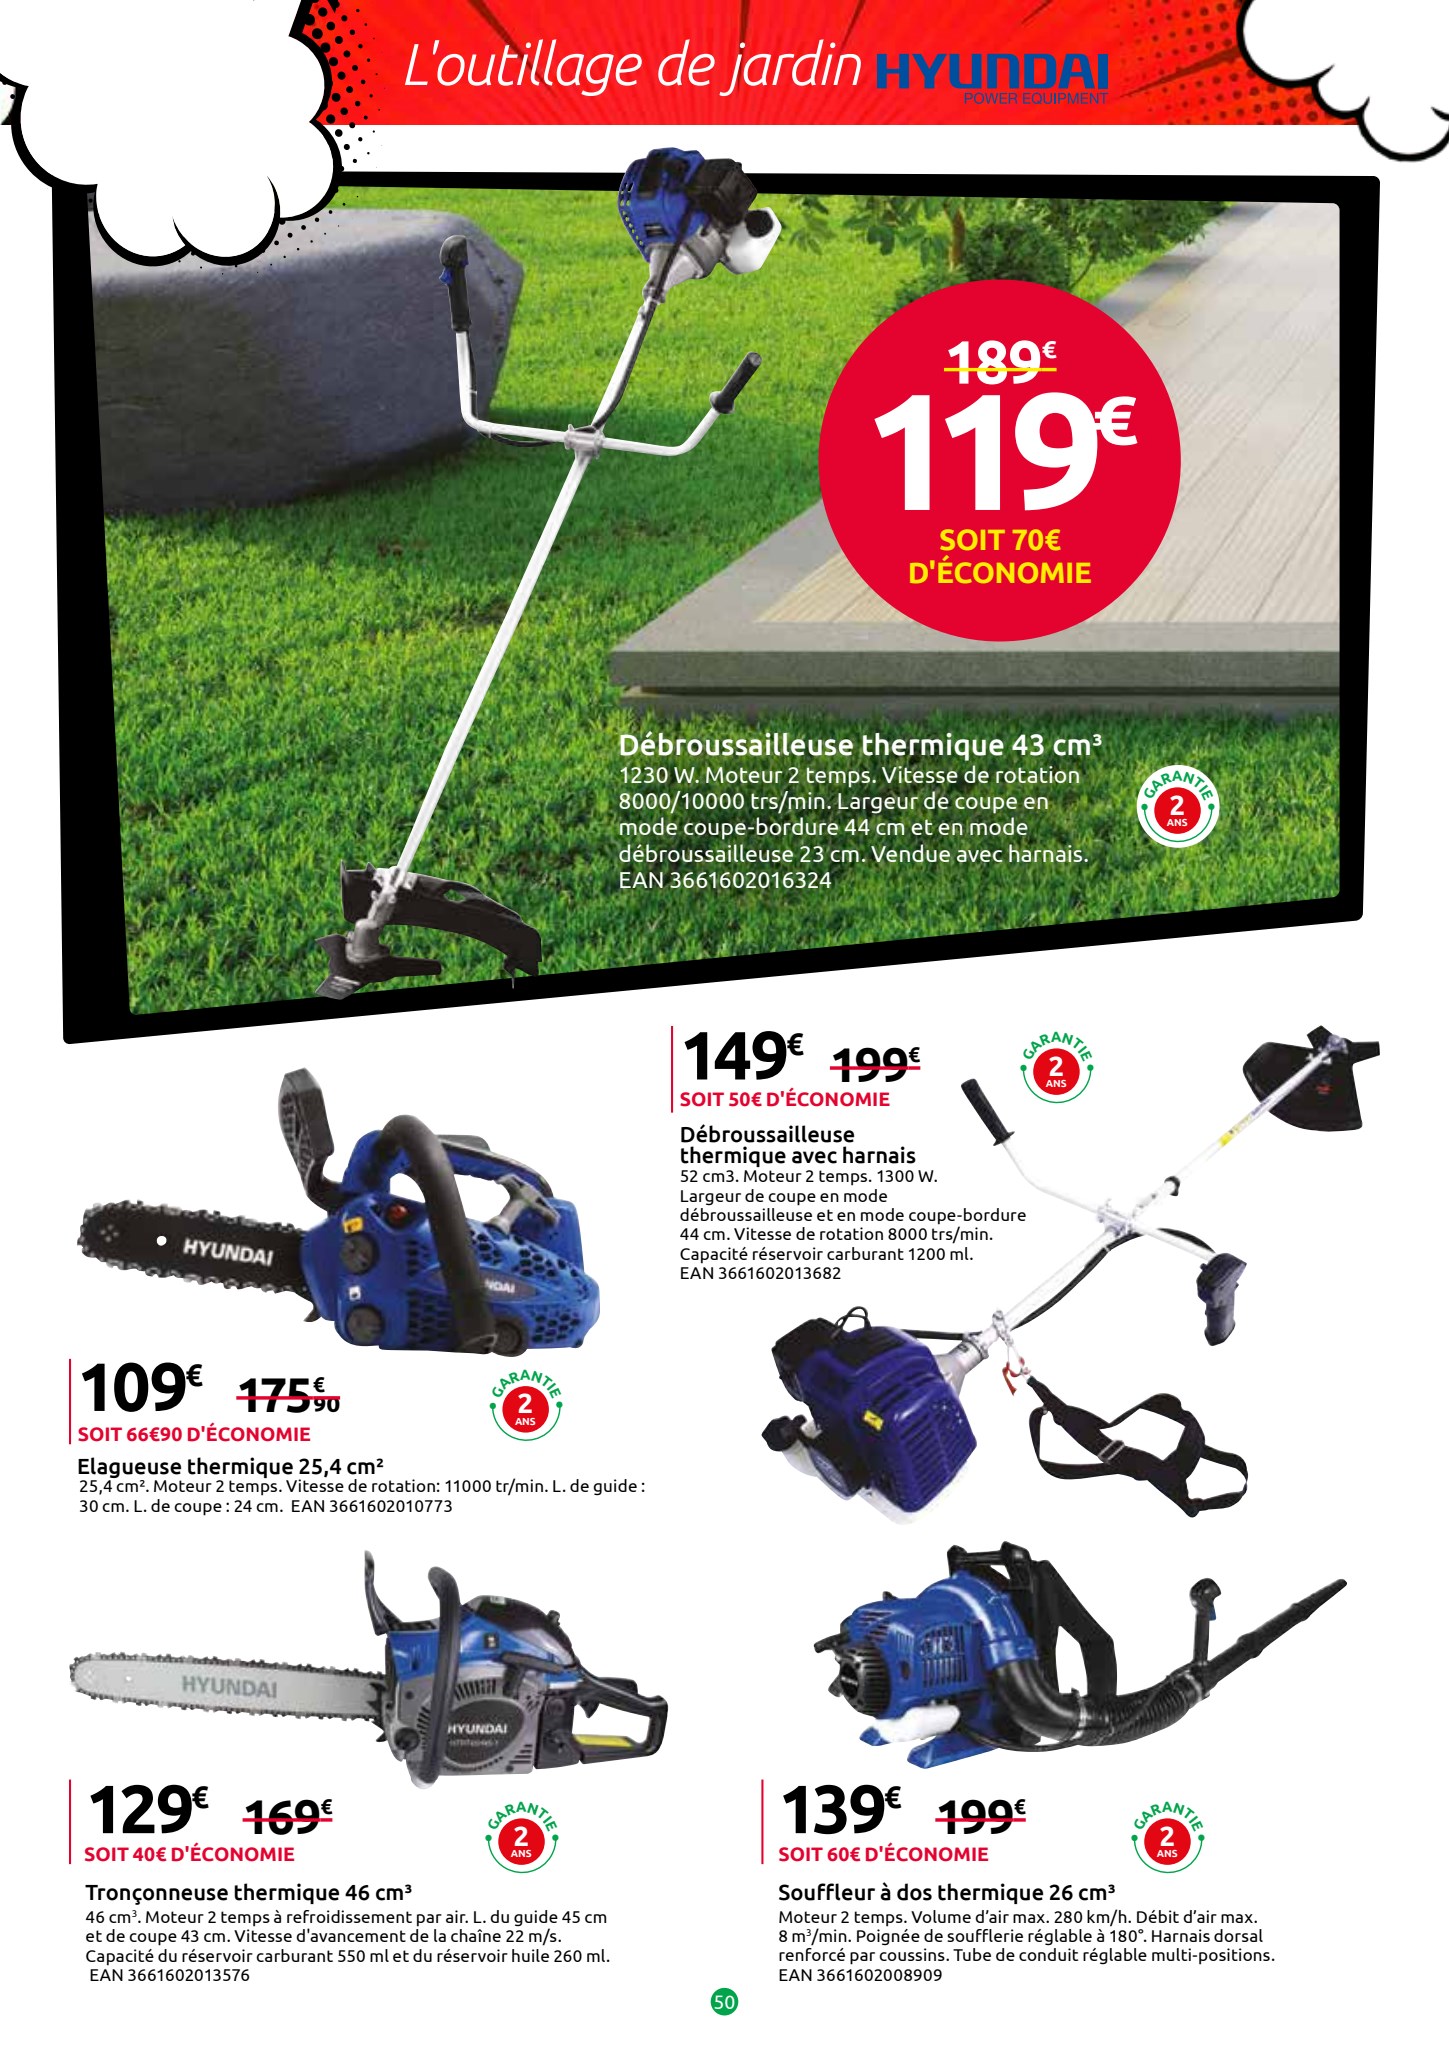 L'outillage de jardin HYUNDAI
POWER EQUIPMENT
189€
119€
SOIT 70€
D'ÉCONOMIE
Débroussailleuse thermique 43 cm³
1230 W. Moteur 2 temps. Vitesse de rotation
8000/10000 trs/min. Largeur de coupe en
mode coupe-bordure 44 cm et en mode
débroussailleuse 23 cm. Vendue avec harnais.
EAN 3661602016324
GARANTIE
2
ANS
149€ 199€
SOIT 50€ D'ÉCONOMIE
GARANTIE
2
ANS
Débroussailleuse
thermique avec harnais
52 cm3. Moteur 2 temps. 1300 W.
Largeur de coupe en mode
débroussailleuse et en mode coupe-bordure
44 cm. Vitesse de rotation 8000 trs/min.
Capacité réservoir carburant 1200 ml.
EAN 3661602013682
HYUNDAI
109€ 175€90
SOIT 66€90 D'ÉCONOMIE
GARANTIE
2
ANS
Elagueuse thermique 25,4 cm²
25,4 cm². Moteur 2 temps. Vitesse de rotation: 11000 tr/min. L. de guide :
30 cm. L. de coupe : 24 cm. EAN 3661602010773
HYUNDAI
HYUNDAI
129€ 169€
SOIT 40€ D'ÉCONOMIE
GARANTIE
2
ANS
Tronçonneuse thermique 46 cm³
46 cm³. Moteur 2 temps à refroidissement par air. L. du guide 45 cm
et de coupe 43 cm. Vitesse d'avancement de la chaîne 22 m/s.
Capacité du réservoir carburant 550 ml et du réservoir huile 260 ml.
EAN 3661602013576
139€ 199€
SOIT 60€ D'ÉCONOMIE
GARANTIE
2
ANS
Souffleur à dos thermique 26 cm³
Moteur 2 temps. Volume d’air max. 280 km/h. Débit d’air max.
8 m³/min. Poignée de soufflerie réglable à 180°. Harnais dorsal
renforcé par coussins. Tube de conduit réglable multi-positions.
EAN 3661602008909
50